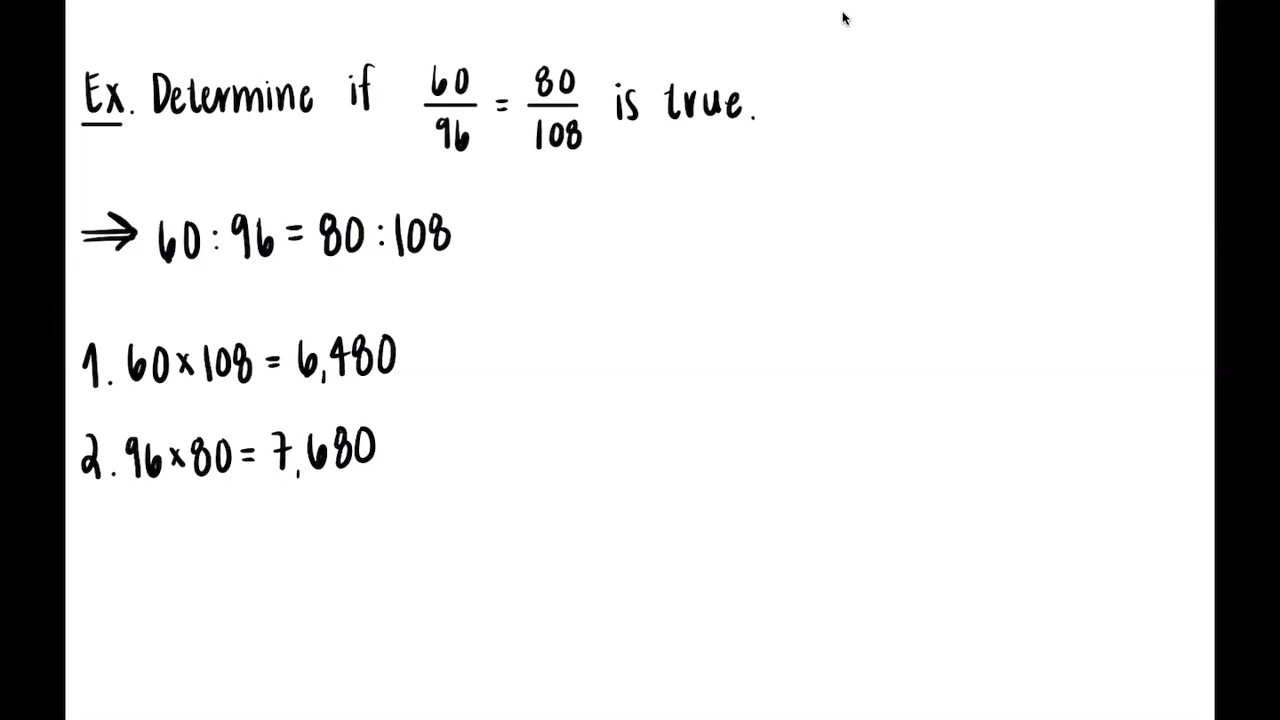 Ex. Determine if 60/96 = 80/108 is true.
⇒ 60:96 = 80:108
1. 60×108 = 6,480
2. 96×80 = 7,680